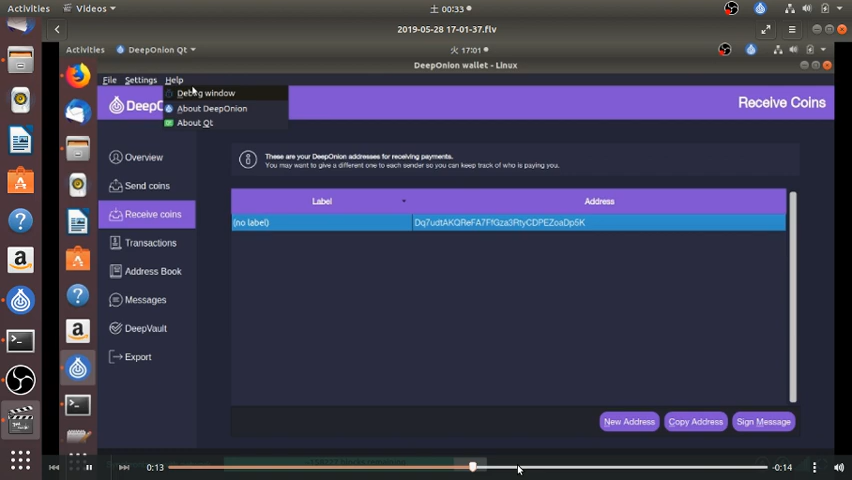 Activities Videos 土 00:33
2019-05-28 17-01-37.flv
Activities DeepOnion Qt 火 17:01
DeepOnion wallet - Linux
File Settings Help
Debug window
About DeepOnion
About Qt
Receive Coins
Overview
Send coins
Receive coins
Transactions
Address Book
Messages
DeepVault
Export
These are your DeepOnion addresses for receiving payments.
You may want to give a different one to each sender so you can keep track of who is paying you.
Label Address
(no label)
New Address Copy Address Sign Message
0:13 -0:14